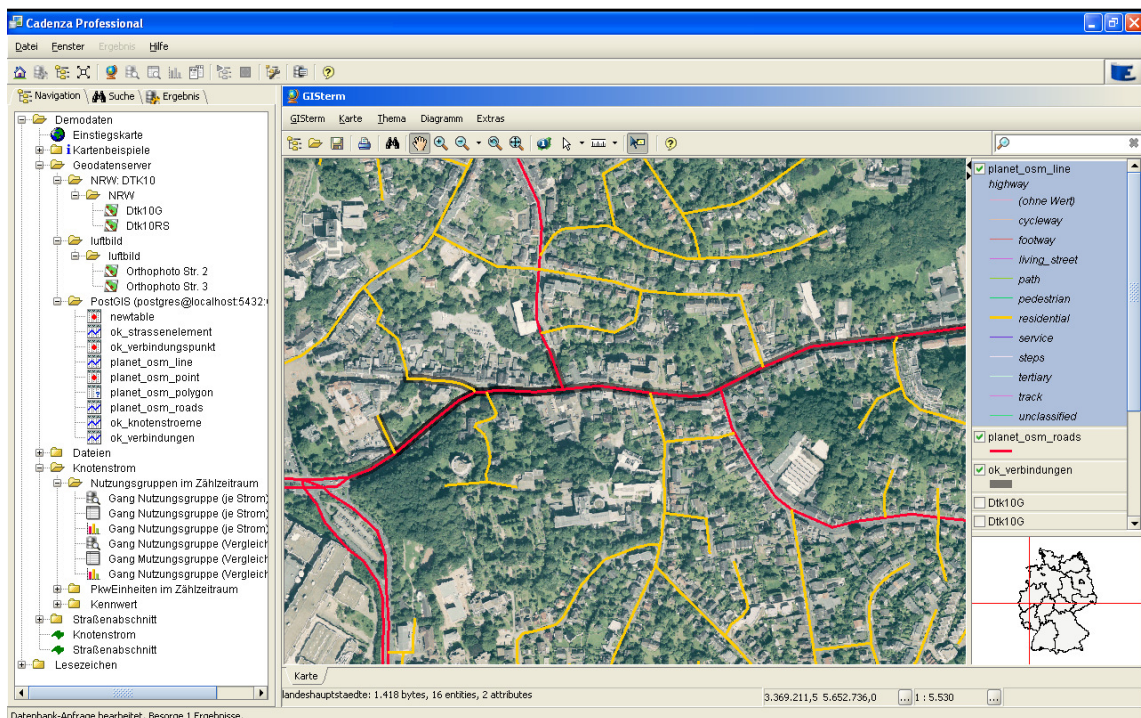 Cadenza Professional
Datei Fenster Ergebnis Hilfe
Navigation Suche Ergebnis
Demodaten
Einstiegskarte
Kartenbeispiele
Geodatenserver
NRW: DTK10
NRW
Dtk10G
Dtk10RS
luftbild
luftbild
Orthophoto Str. 2
Orthophoto Str. 3
PostGIS (postgres@localhost:5432:
newtable
ok_strassenelement
ok_verbindungspunkt
planet_osm_line
planet_osm_point
planet_osm_polygon
planet_osm_roads
ok_knotenstroeme
ok_verbindungen
Dateien
Knotenstrom
Nutzungsgruppen im Zählzeitraum
Gang Nutzungsgruppe (je Strom)
Gang Nutzungsgruppe (je Strom)
Gang Nutzungsgruppe (je Strom)
Gang Nutzungsgruppe (Vergleich
Gang Mutzungsgruppe (Vergleich
Gang Nutzungsgruppe (Vergleich
PkwEinheiten im Zählzeitraum
Kennwert
Straßenabschnitt
Knotenstrom
Straßenabschnitt
Lesezeichen
GISterm
GISterm Karte Thema Diagramm Extras
planet_osm_line
highway
(ohne Wert)
cycleway
footway
living_street
path
pedestrian
residential
service
steps
tertiary
track
unclassified
planet_osm_roads
ok_verbindungen
Dtk10G
Dtk10G
Karte
landeshauptstaedte: 1.418 bytes, 16 entities, 2 attributes
3.369.211,5 5.652.736,0 ... 1 : 5.530 ...
Datenbank-Anfrage bearbeitet. Besorge 1 Ergebnisse.